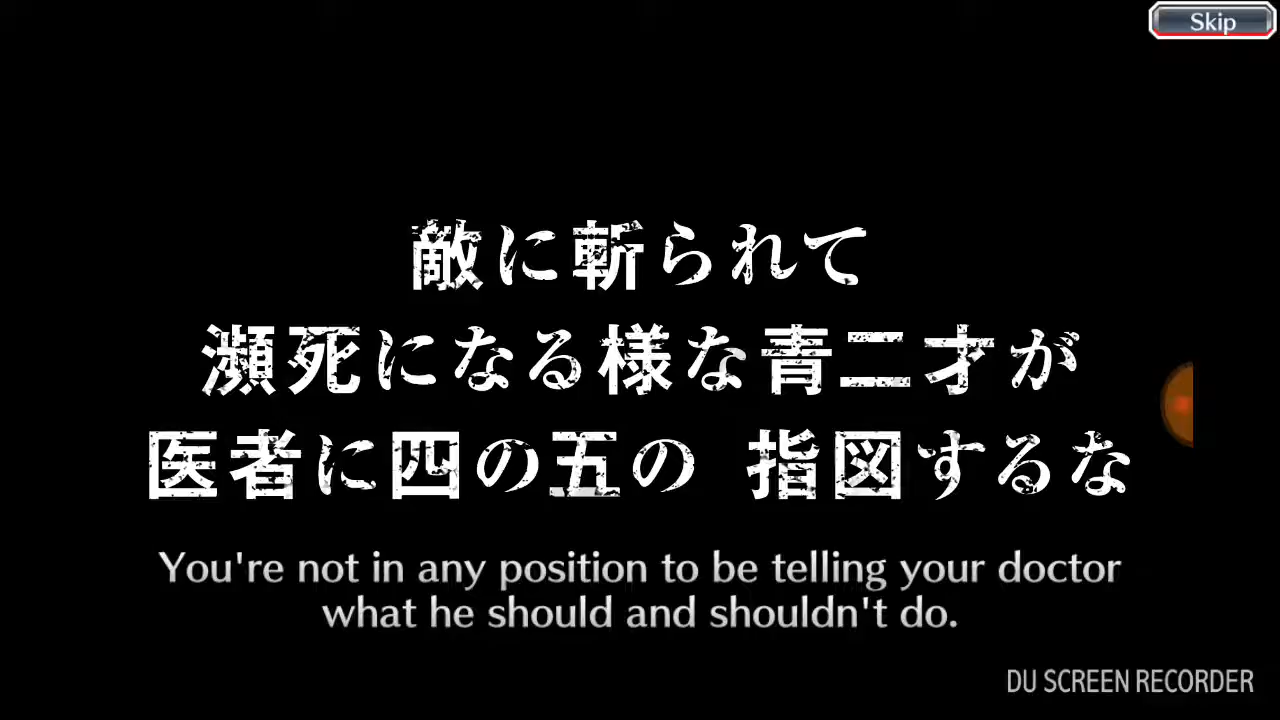 Skip
敵に斬られて
瀕死になる様な青二才が
医者に四の五の 指図するな
You're not in any position to be telling your doctor
what he should and shouldn't do.
DU SCREEN RECORDER